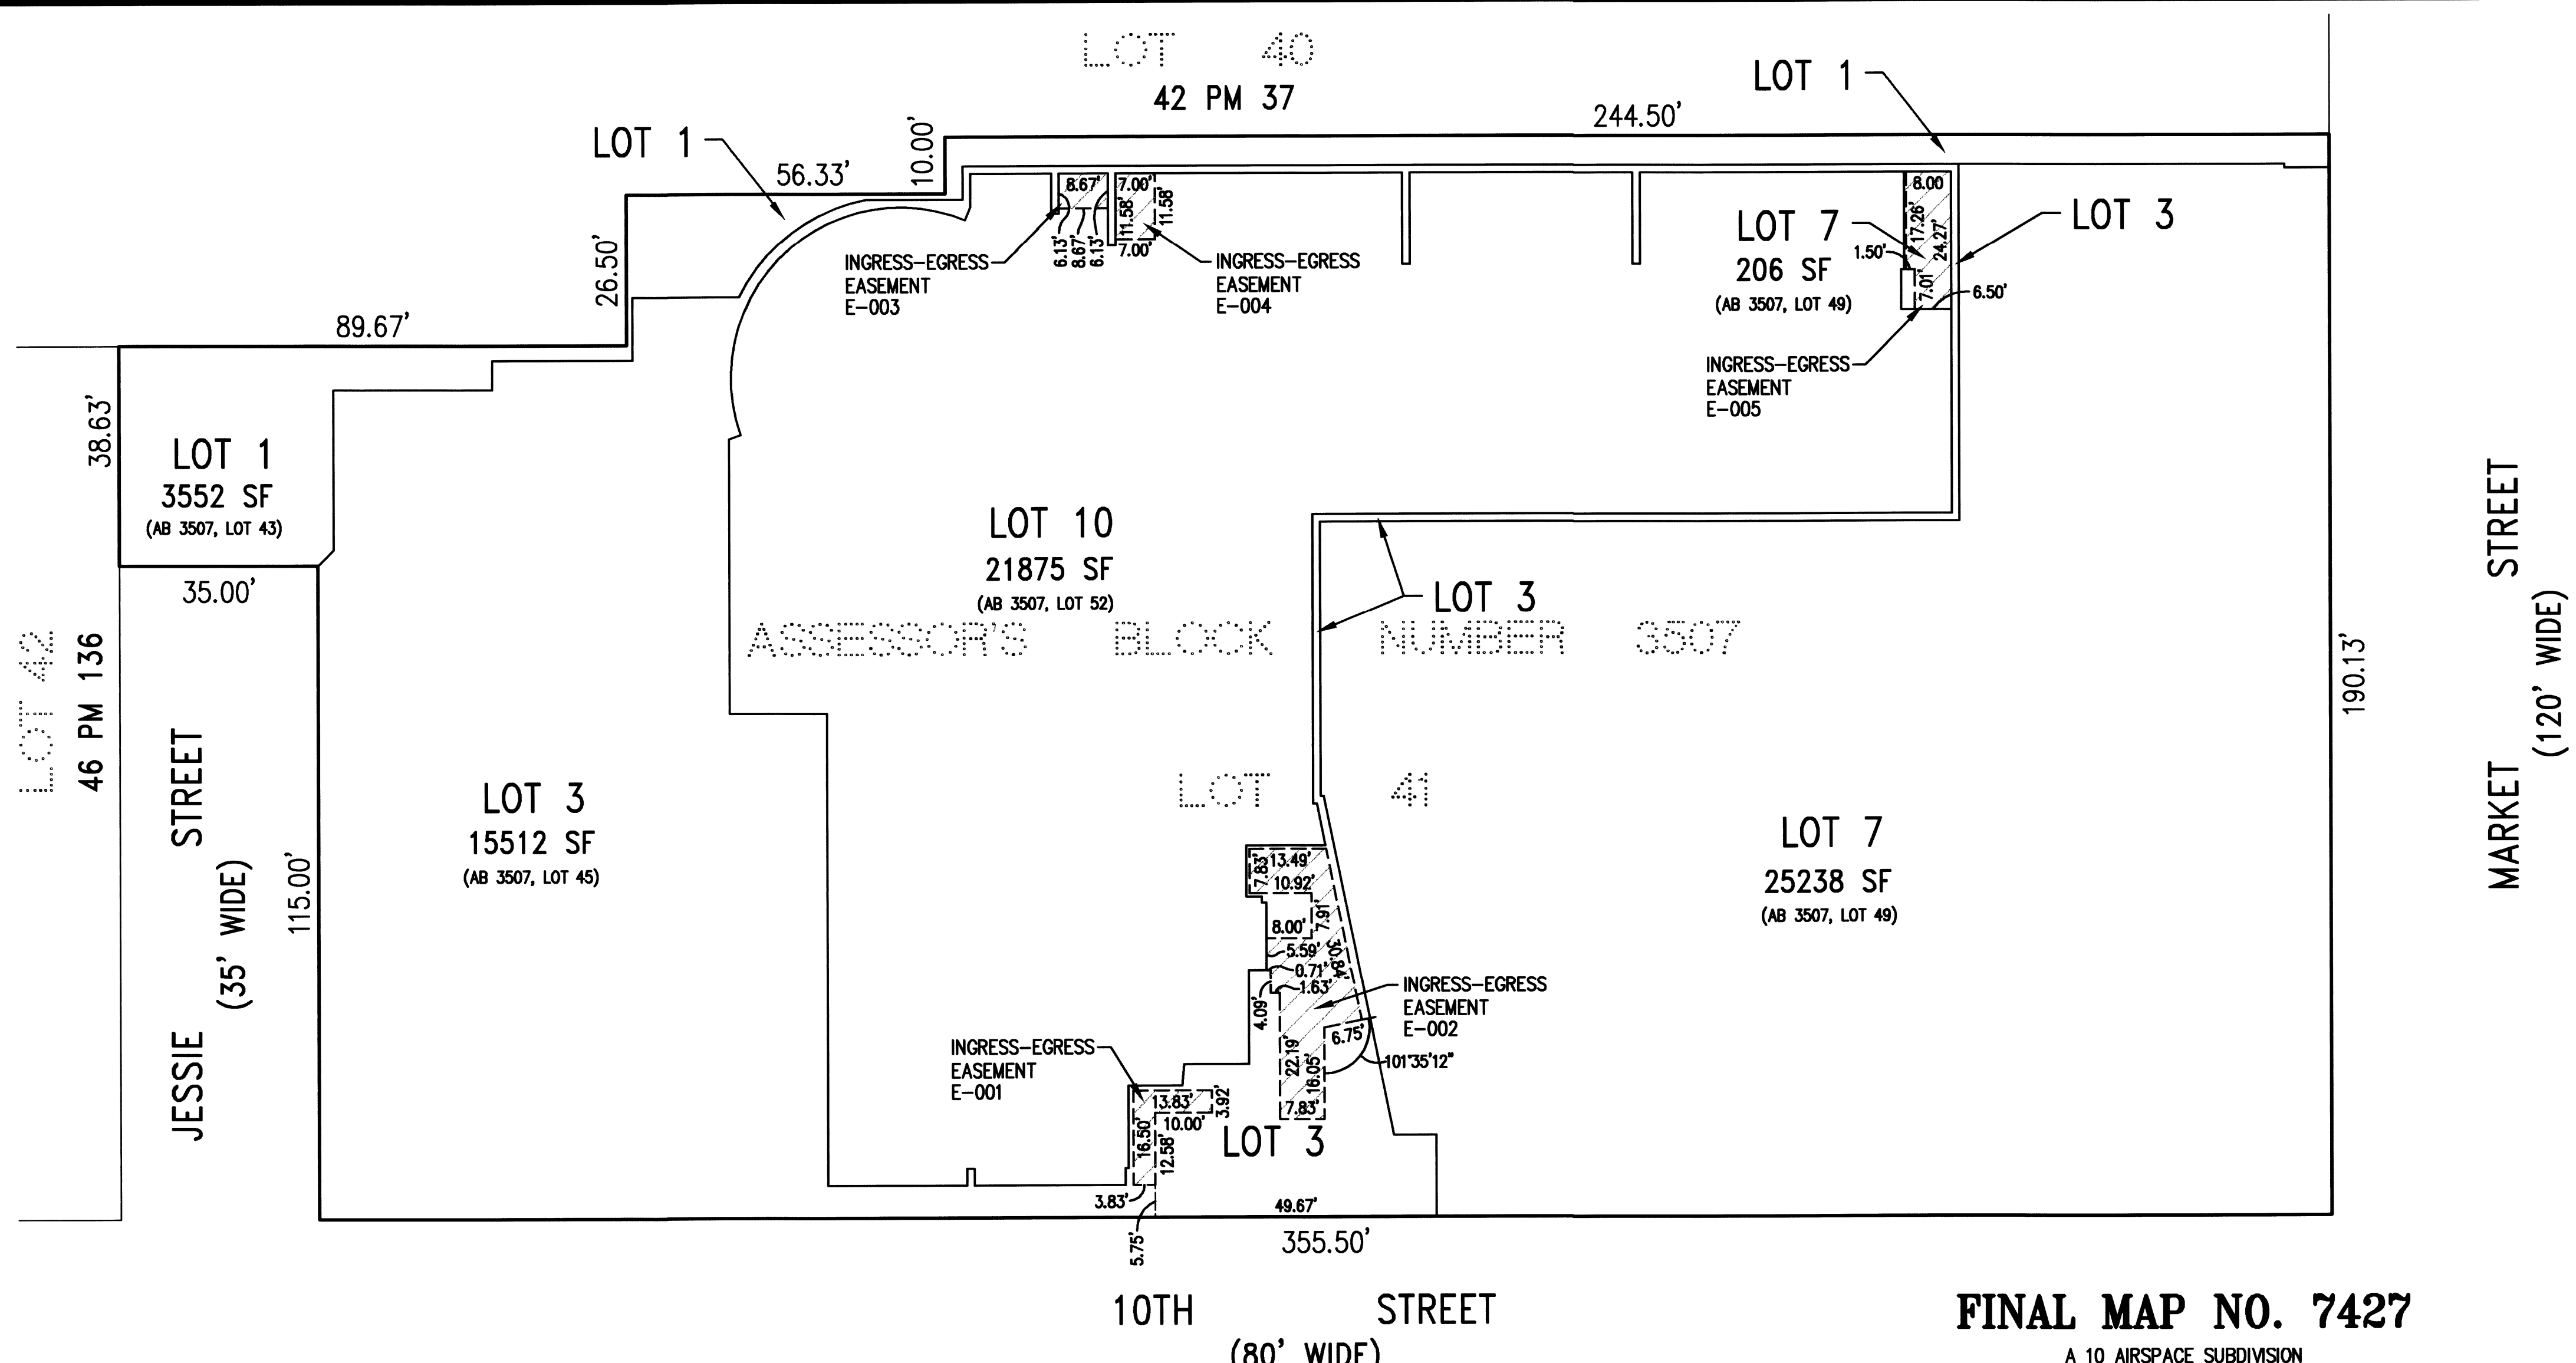 LOT 40
42 PM 37
LOT 1
244.50'
LOT 1
56.33'
10.00'
26.50'
89.67'
38.63'
8.67'
6.13'
8.67'
6.13'
7.00'
11.58'
11.58'
7.00'
INGRESS-EGRESS
EASEMENT
E-003
INGRESS-EGRESS
EASEMENT
E-004
8.00
17.26'
24.27'
1.50'
7.01'
6.50'
LOT 7
206 SF
(AB 3507, LOT 49)
LOT 3
INGRESS-EGRESS
EASEMENT
E-005
LOT 1
3552 SF
(AB 3507, LOT 43)
35.00'
LOT 10
21875 SF
(AB 3507, LOT 52)
LOT 3
ASSESSOR'S BLOCK NUMBER 3507
LOT 41
LOT 42
46 PM 136
JESSIE STREET
(35' WIDE)
115.00'
LOT 3
15512 SF
(AB 3507, LOT 45)
LOT 7
25238 SF
(AB 3507, LOT 49)
190.13'
MARKET STREET
(120' WIDE)
7.83'
13.49'
10.92'
7.91'
8.00'
5.59'
30.84'
0.71'
1.63'
4.09'
INGRESS-EGRESS
EASEMENT
E-002
6.75'
22.19'
16.05'
101°35'12"
7.83'
INGRESS-EGRESS
EASEMENT
E-001
13.83'
3.92'
10.00'
16.50'
12.58'
LOT 3
3.83'
5.75'
49.67'
355.50'
10TH STREET
(80' WIDE)
FINAL MAP NO. 7427
A 10 AIRSPACE SUBDIVISION